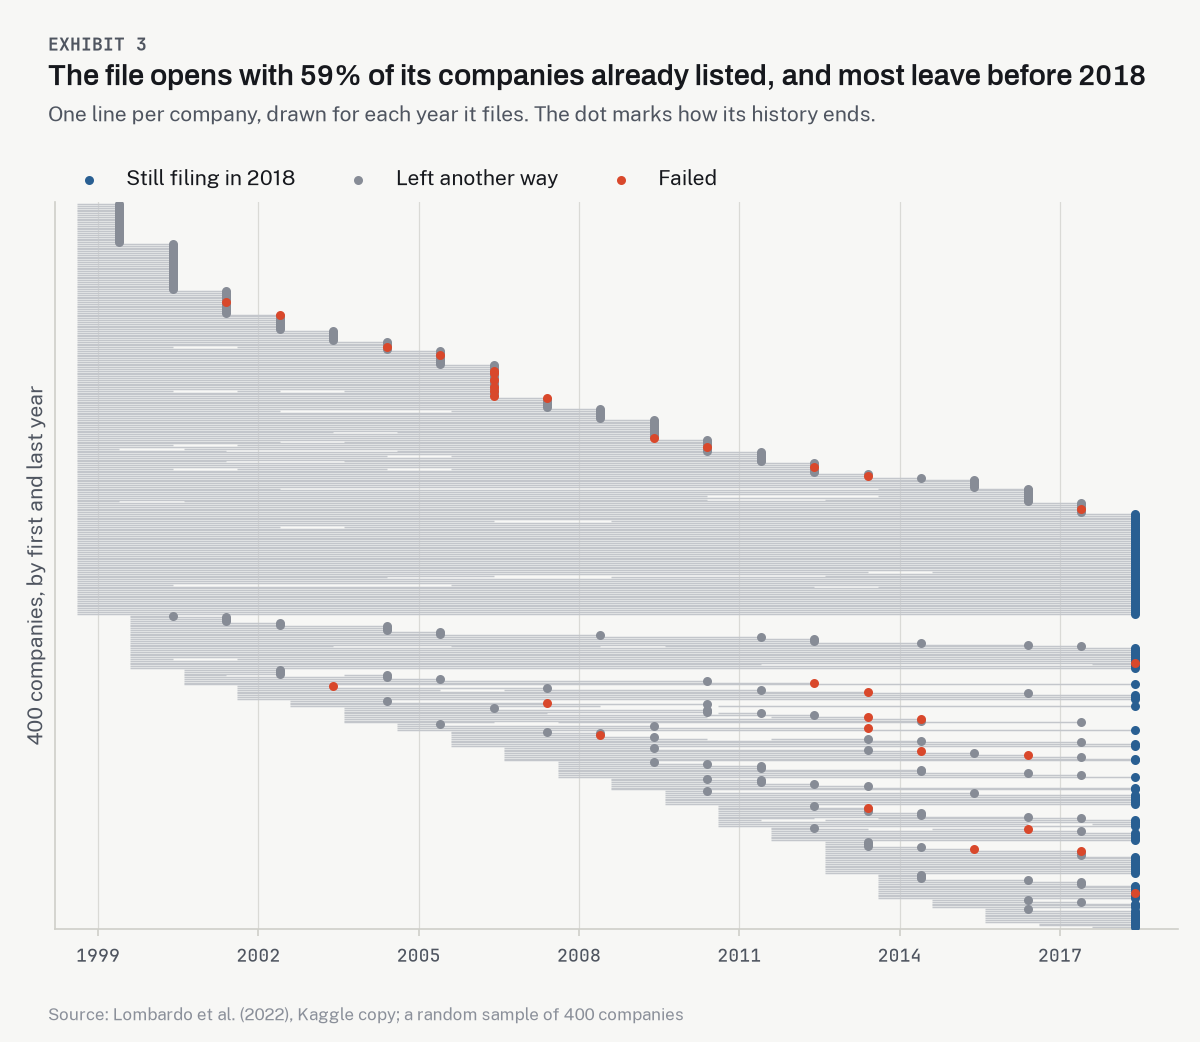 EXHIBIT 3
The file opens with 59% of its companies already listed, and most leave before 2018
One line per company, drawn for each year it files. The dot marks how its history ends.
Still filing in 2018
Left another way
Failed
400 companies, by first and last year
1999
2002
2005
2008
2011
2014
2017
Source: Lombardo et al. (2022), Kaggle copy; a random sample of 400 companies